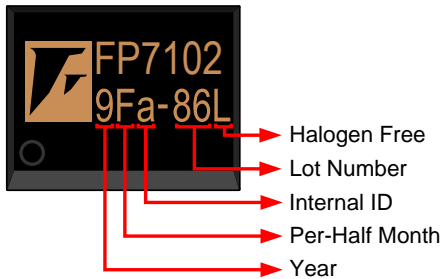 FP7102
9Fa-86L
Halogen Free
Lot Number
Internal ID
Per-Half Month
Year